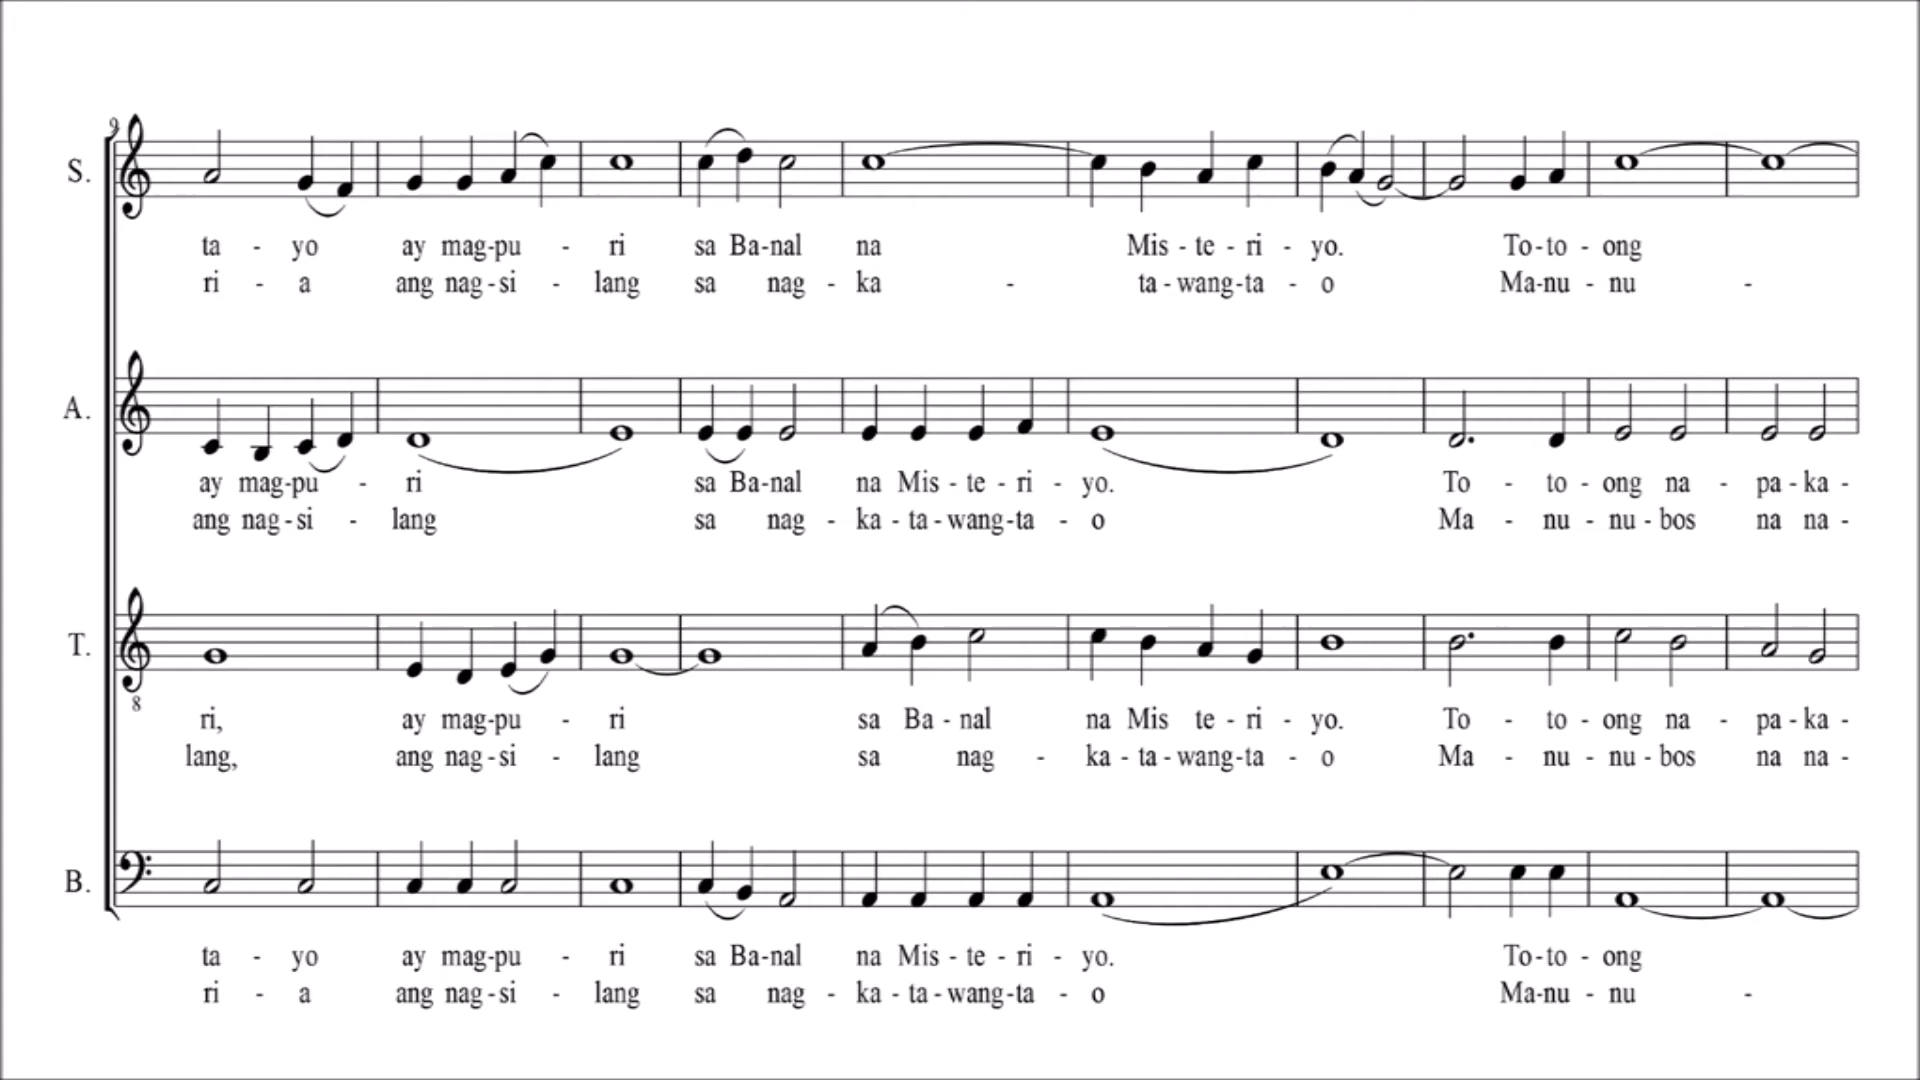 9
S.
ta - yo ay mag-pu - ri sa Ba-nal na Mis - te - ri - yo. To-to - ong
ri - a ang nag-si - lang sa nag - ka - ta-wang-ta - o Ma-nu - nu -
A.
ay mag-pu - ri sa Ba-nal na Mis - te - ri - yo. To - to - ong na - pa-ka-
ang nag-si - lang sa nag - ka-ta-wang-ta - o Ma - nu - nu-bos na na-
T.
8
ri, ay mag-pu - ri sa Ba - nal na Mis te - ri - yo. To - to - ong na - pa-ka-
lang, ang nag-si - lang sa nag - ka-ta-wang-ta - o Ma - nu - nu-bos na na-
B.
ta - yo ay mag-pu - ri sa Ba-nal na Mis - te - ri - yo. To-to - ong
ri - a ang nag-si - lang sa nag - ka-ta-wang-ta - o Ma-nu - nu -